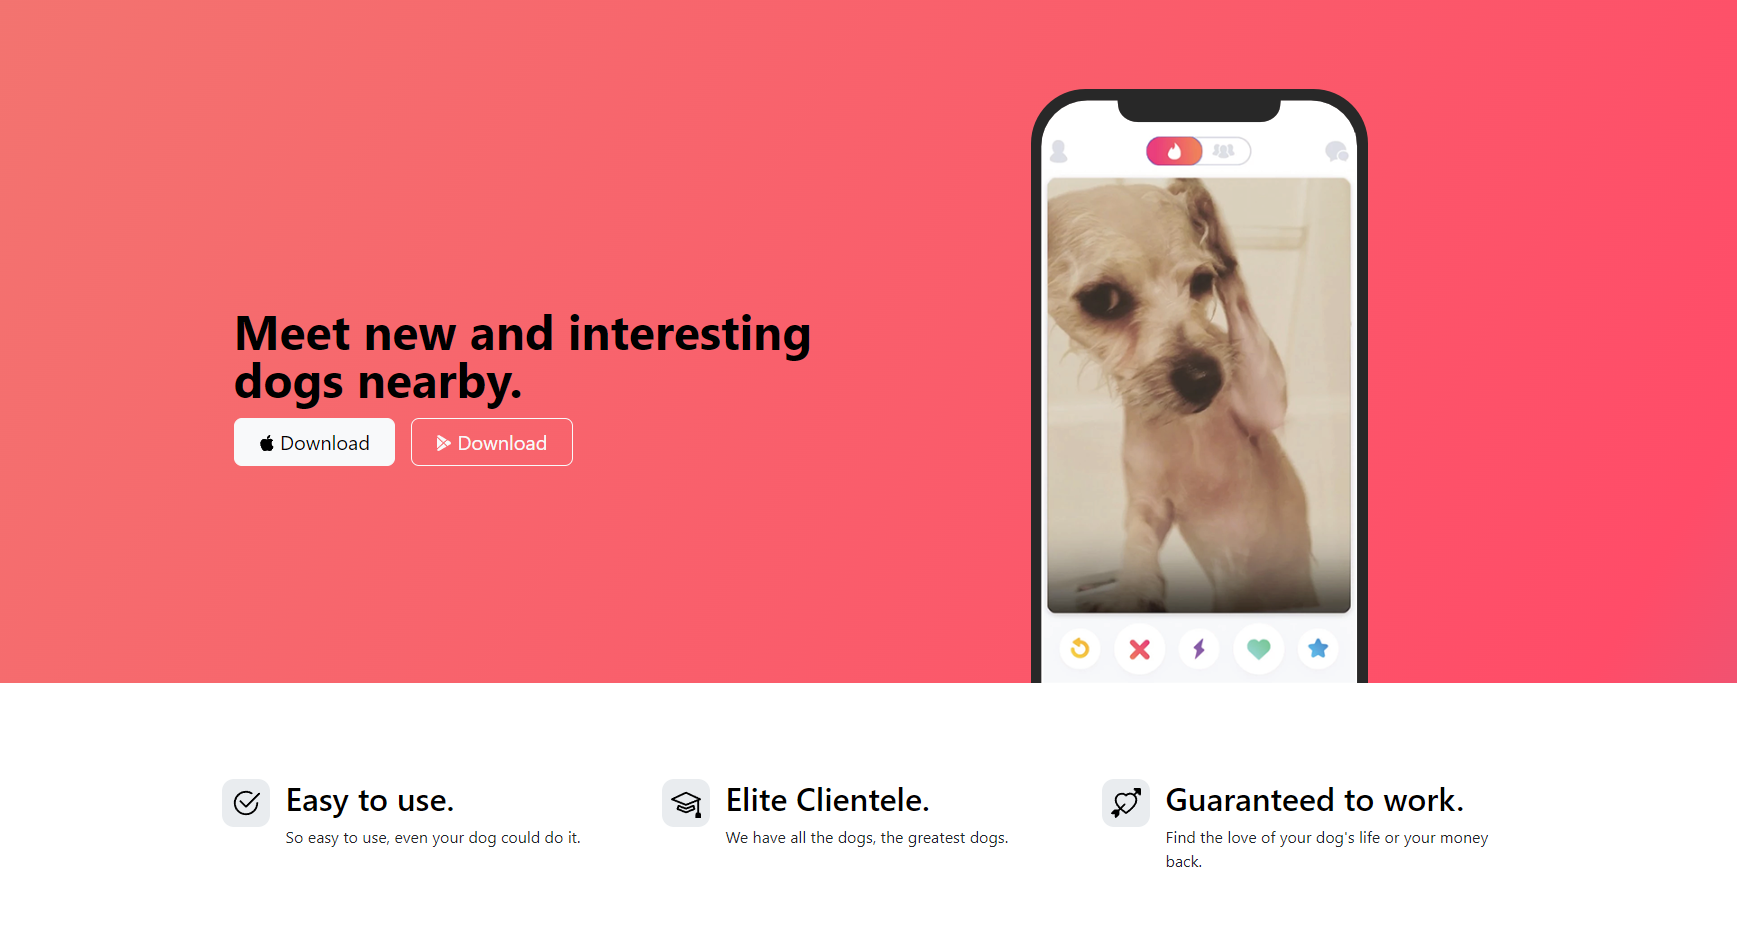 Meet new and interesting
dogs nearby.
Download
Download
Easy to use.
So easy to use, even your dog could do it.
Elite Clientele.
We have all the dogs, the greatest dogs.
Guaranteed to work.
Find the love of your dog's life or your money
back.